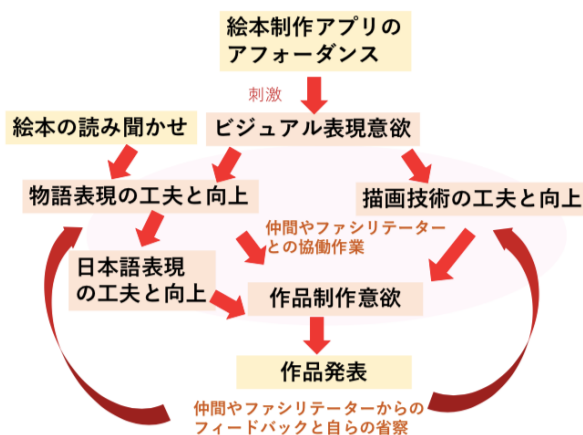 絵本制作アプリの
アフォーダンス
刺激
絵本の読み聞かせ
ビジュアル表現意欲
物語表現の工夫と向上
描画技術の工夫と向上
仲間やファシリテーター
との協働作業
日本語表現
の工夫と向上
作品制作意欲
作品発表
仲間やファシリテーターからの
フィードバックと自らの省察